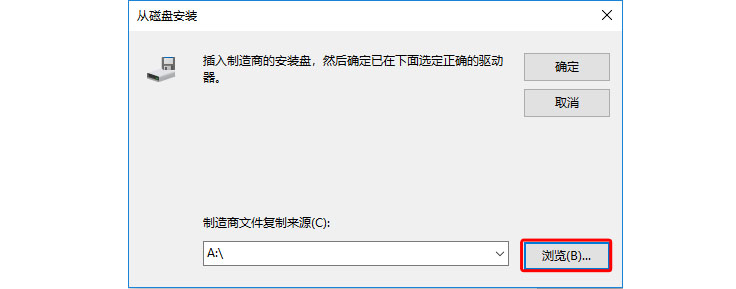 从磁盘安装
插入制造商的安装盘，然后确定已在下面选定正确的驱动
器。
确定
取消
制造商文件复制来源(C):
A:\
浏览(B)...